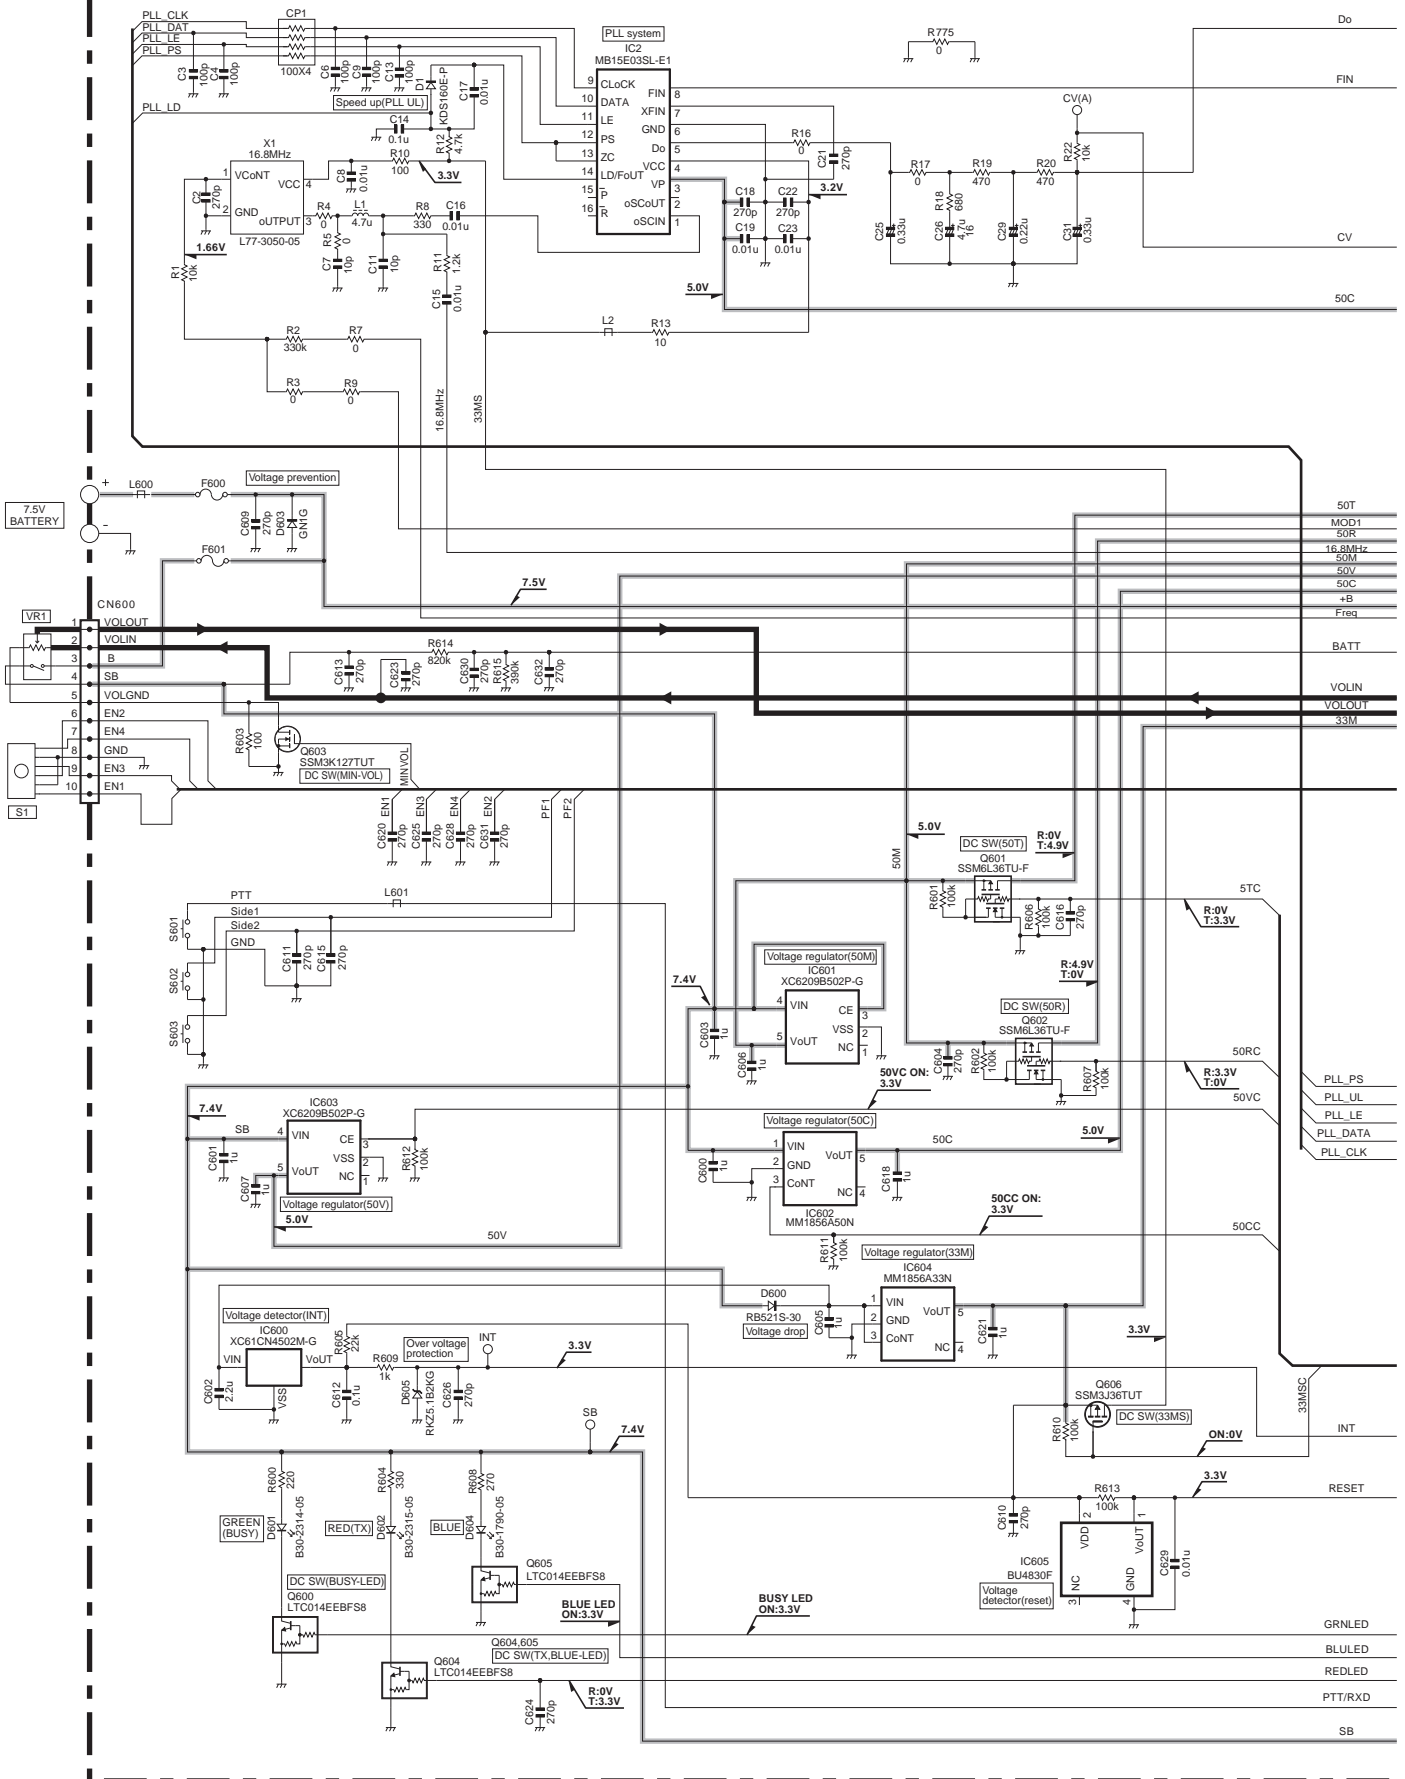 PLL_CLK
PLL_DAT
PLL_LE
PLL_PS
PLL_LD
CP1
100X4
C3
100p
C4
100p
C6
100p
C9
100p
C13
100p
D1
KDS160E-P
Speed up(PLL UL)
C17
0.01u
C14
0.1u
R12
4.7k
R10
100
3.3V
X1
16.8MHz
1
VCoNT
VCC
4
2
GND
oUTPUT
3
L77-3050-05
C2
270p
C8
0.01u
R4
0
L1
4.7u
R8
330
C16
0.01u
R5
0
C7
10p
C11
10p
R11
1.2k
C15
0.01u
1.66V
R1
10k
R2
330k
R7
0
R3
0
R9
0
16.8MHz
33MS
PLL system
IC2
MB15E03SL-E1
9
CLoCK
10
DATA
11
LE
12
PS
13
ZC
14
LD/FoUT
15
P
16
R
FIN
8
XFIN
7
GND
6
Do
5
VCC
4
VP
3
oSCoUT
2
oSCIN
1
R16
0
C21
270p
C18
270p
C22
270p
3.2V
C19
0.01u
C23
0.01u
5.0V
L2
R13
10
R775
0
Do
FIN
CV(A)
R22
10k
R17
0
R19
470
R20
470
R18
680
C25
0.33u
C26
4.7u
16
C29
0.22u
C31
0.33u
CV
50C
7.5V
BATTERY
+
-
L600
F600
Voltage prevention
C609
270p
D603
GN1G
F601
7.5V
50T
MOD1
50R
16.8MHz
50M
50V
50C
+B
Freq
BATT
VOLIN
VOLOUT
33M
CN600
VR1
1
VOLOUT
2
VOLIN
3
B
4
SB
5
VOLGND
6
EN2
7
EN4
8
GND
9
EN3
10
EN1
S1
R614
820k
C613
270p
C623
270p
C630
270p
R615
390k
C632
270p
R603
100
Q603
SSM3K127TUT
DC SW(MIN-VOL)
MINVOL
EN1
C620
270p
EN3
C625
270p
EN4
C628
270p
EN2
C631
270p
PF1
PF2
PTT
L601
Side1
Side2
GND
S601
S602
S603
C611
270p
C615
270p
50M
5.0V
DC SW(50T)
Q601
SSM6L36TU-F
R:0V
T:4.9V
R601
100k
R606
100k
C616
270p
5TC
R:0V
T:3.3V
R:4.9V
T:0V
DC SW(50R)
Q602
SSM6L36TU-F
C604
270p
R602
100k
R607
100k
50RC
R:3.3V
T:0V
50VC
Voltage regulator(50M)
IC601
XC6209B502P-G
4
VIN
CE
3
VSS
2
5
VoUT
NC
1
7.4V
C603
1u
C606
1u
50VC ON:
3.3V
PLL_PS
PLL_UL
PLL_LE
PLL_DATA
PLL_CLK
7.4V
SB
IC603
XC6209B502P-G
4
VIN
CE
3
VSS
2
5
VoUT
NC
1
C601
1u
C607
1u
R612
100k
Voltage regulator(50V)
5.0V
50V
Voltage regulator(50C)
1
VIN
2
GND
3
CoNT
VoUT
5
NC
4
IC602
MM1856A50N
C600
1u
50C
C618
1u
5.0V
50CC ON:
3.3V
50CC
R611
100k
Voltage regulator(33M)
IC604
MM1856A33N
1
VIN
2
GND
3
CoNT
VoUT
5
NC
4
D600
RB521S-30
Voltage drop
C605
1u
C621
1u
3.3V
Voltage detector(INT)
IC600
XC61CN4502M-G
VIN
VoUT
VSS
C602
2.2u
R605
22k
C612
0.1u
R609
1k
Over voltage
protection
D605
RKZ5.1B2KG
C626
270p
INT
3.3V
Q606
SSM3J36TUT
DC SW(33MS)
R610
100k
33MSC
ON:0V
INT
SB
7.4V
R600
220
R604
330
R608
270
GREEN
(BUSY)
D601
B30-2314-05
RED(TX)
D602
B30-2315-05
BLUE
D604
B30-1790-05
Q605
LTC014EEBFS8
DC SW(BUSY-LED)
Q600
LTC014EEBFS8
BLUE LED
ON:3.3V
Q604,605
DC SW(TX,BLUE-LED)
Q604
LTC014EEBFS8
C624
270p
R:0V
T:3.3V
BUSY LED
ON:3.3V
3.3V
RESET
R613
100k
C610
270p
2
VDD
1
VoUT
NC
3
GND
4
IC605
BU4830F
Voltage
detector(reset)
C629
0.01u
GRNLED
BLULED
REDLED
PTT/RXD
SB